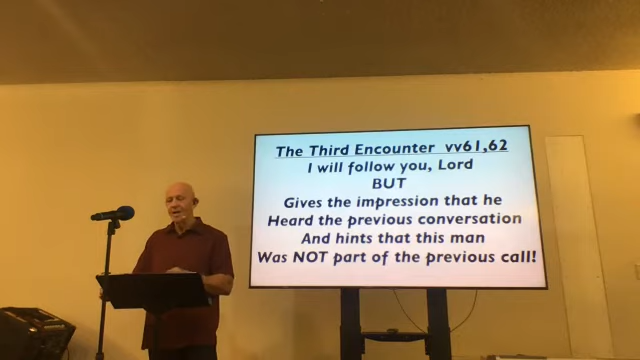 The Third Encounter vv61,62
I will follow you, Lord
BUT
Gives the impression that he
Heard the previous conversation
And hints that this man
Was NOT part of the previous call!